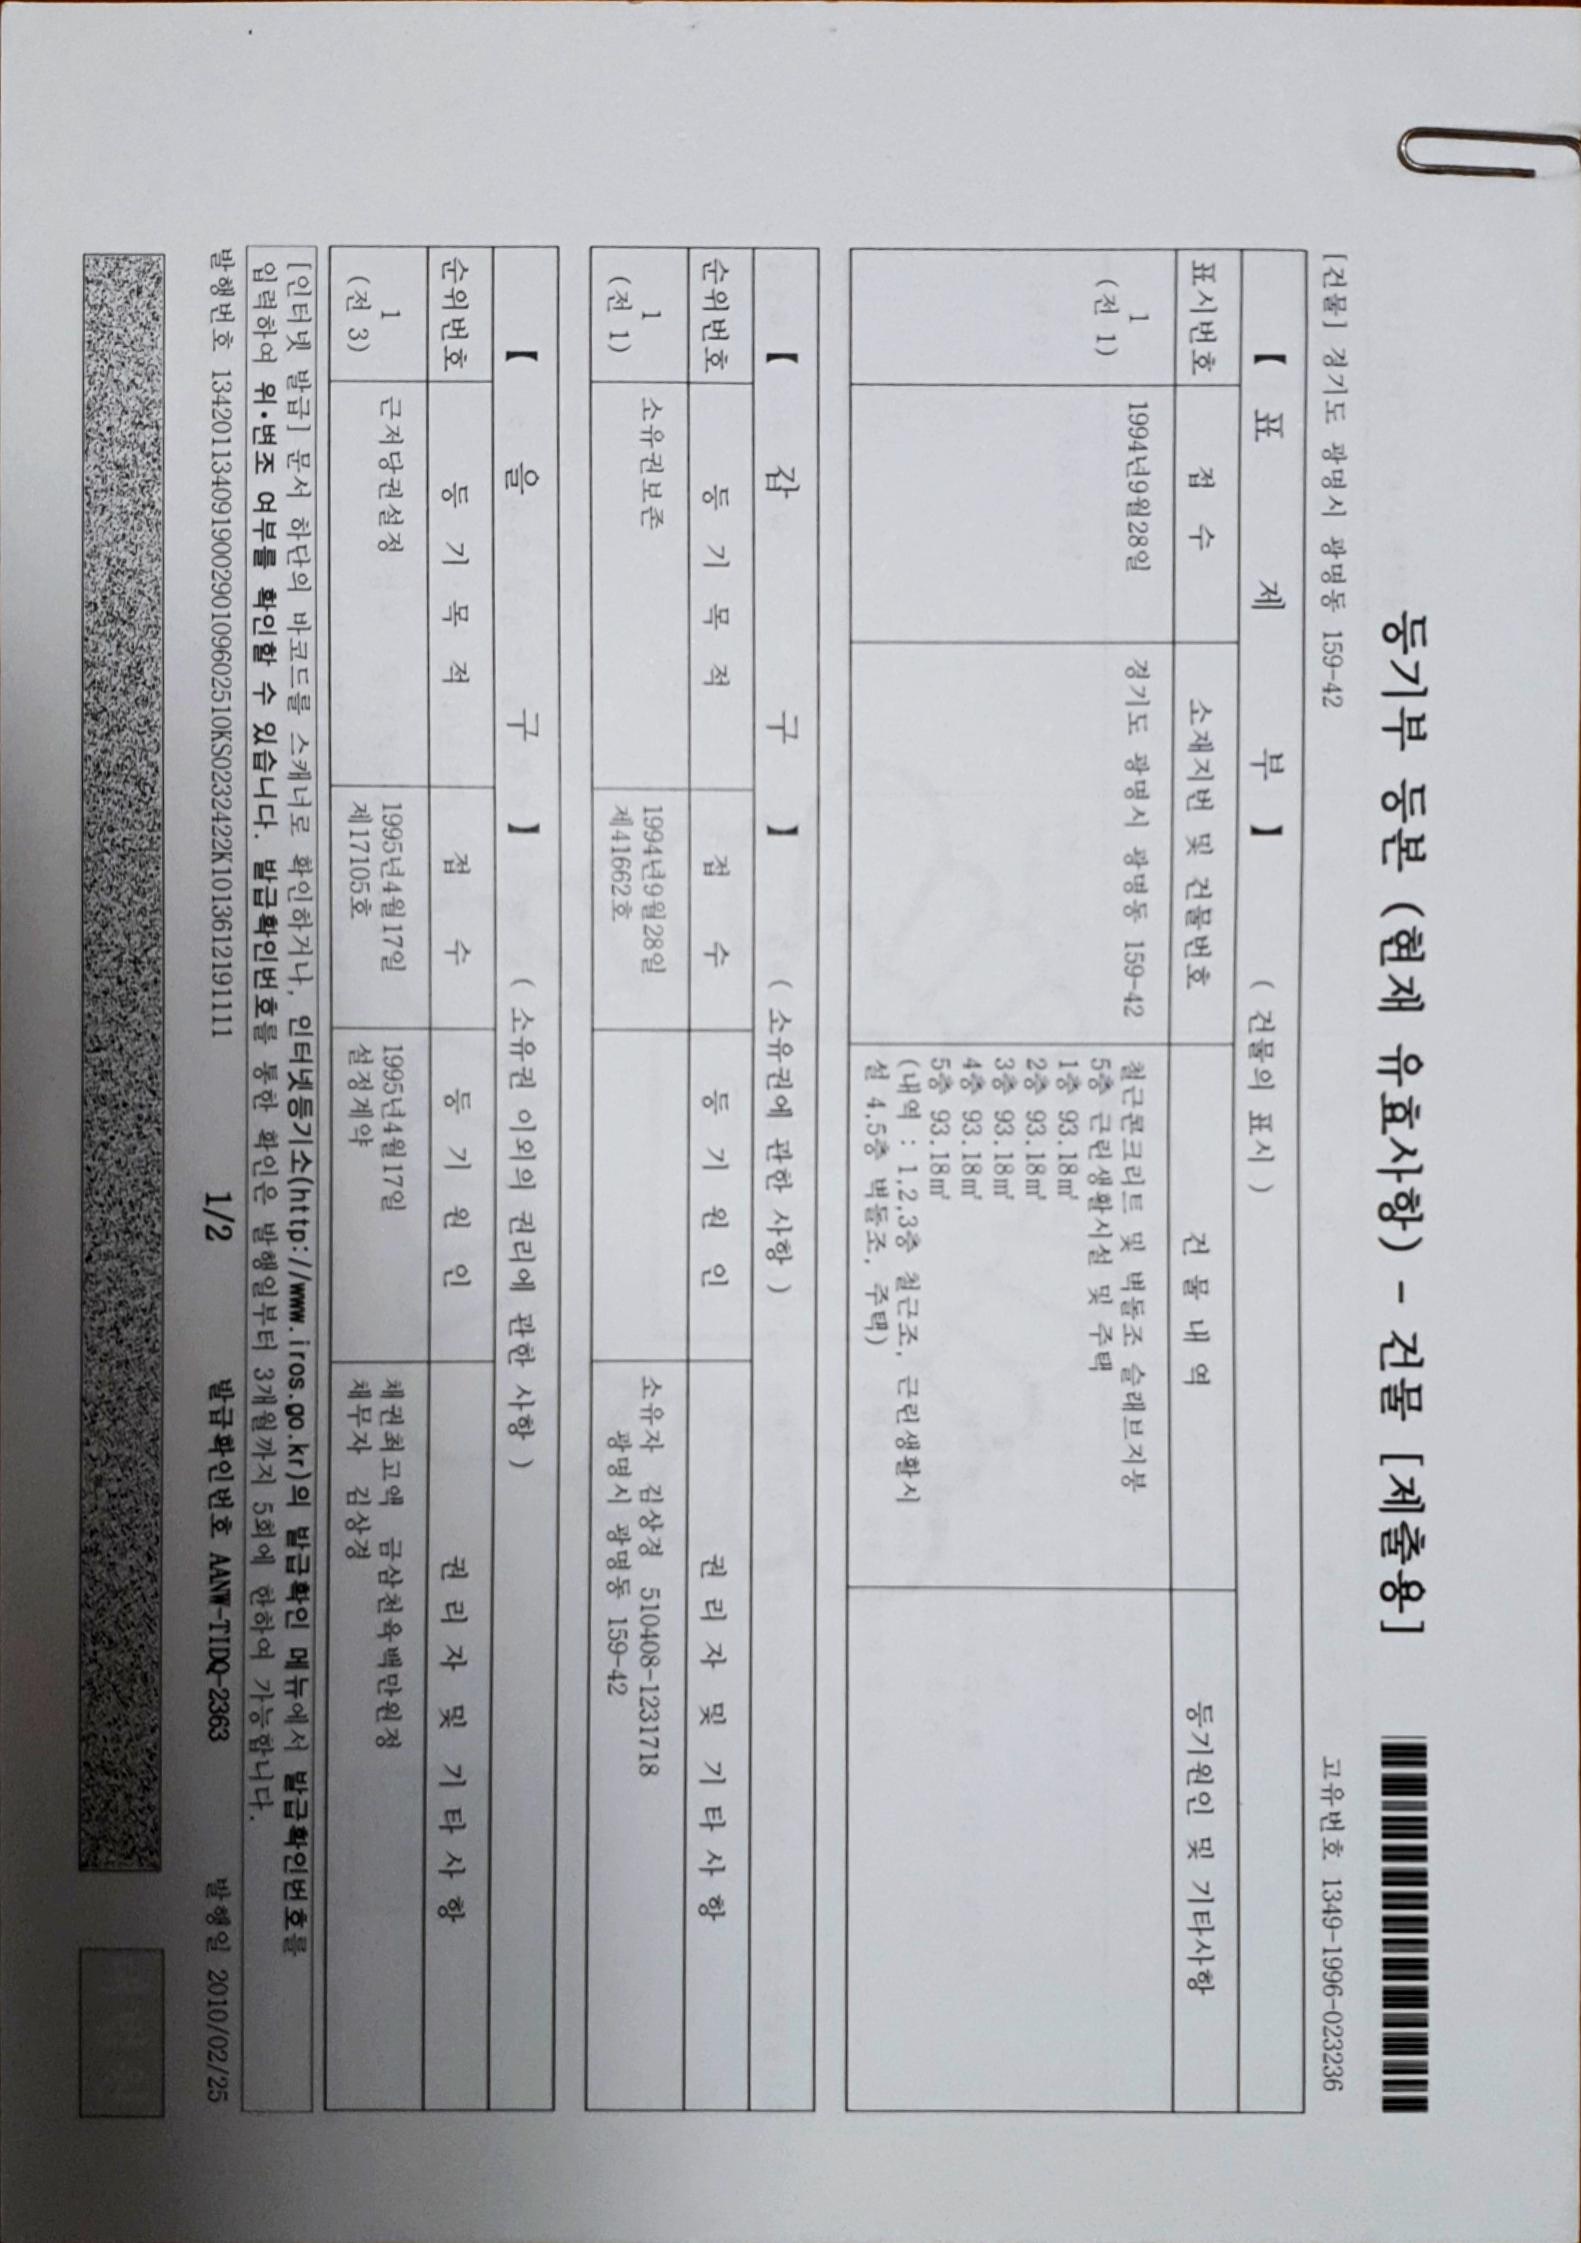 등기부 등본 (현재 유효사항) - 건물 [제출용]
[건물] 경기도 광명시 광명동 159-42
고유번호 1349-1996-023236
【 표 제 부 】 ( 건물의 표시 )
표시번호 접 수 소재지번 및 건물번호 건 물 내 역 등기원인 및 기타사항
1
(전 1)
1994년9월28일
경기도 광명시 광명동 159-42
철근콘크리트 및 벽돌조 슬래브지붕
5층 근린생활시설 및 주택
1층 93.18㎡
2층 93.18㎡
3층 93.18㎡
4층 93.18㎡
5층 93.18㎡
(내역 : 1,2,3층 철근조, 근린생활시
설 4,5층 벽돌조, 주택)
【 갑 구 】 ( 소유권에 관한 사항 )
순위번호 등 기 목 적 접 수 등 기 원 인 권 리 자 및 기 타 사 항
1
(전 1)
소유권보존
1994년9월28일
제41662호
소유자 김상경 510408-1231718
광명시 광명동 159-42
【 을 구 】 ( 소유권 이외의 권리에 관한 사항 )
순위번호 등 기 목 적 접 수 등 기 원 인 권 리 자 및 기 타 사 항
1
(전 3)
근저당권설정
1995년4월17일
제17105호
1995년4월17일
설정계약
채권최고액 금삼천육백만원정
채무자 김상경
[인터넷 발급] 문서 하단의 바코드를 스캐너로 확인하거나, 인터넷등기소(http://www.iros.go.kr)의 발급확인 메뉴에서 발급확인번호를
입력하여 위·변조 여부를 확인할 수 있습니다. 발급확인번호를 통한 확인은 발행일부터 3개월까지 5회에 한하여 가능합니다.
발행번호 134201134091900290109602510KS0232422K1013612191111 1/2 발급확인번호 AANW-TIDQ-2363 발행일 2010/02/25